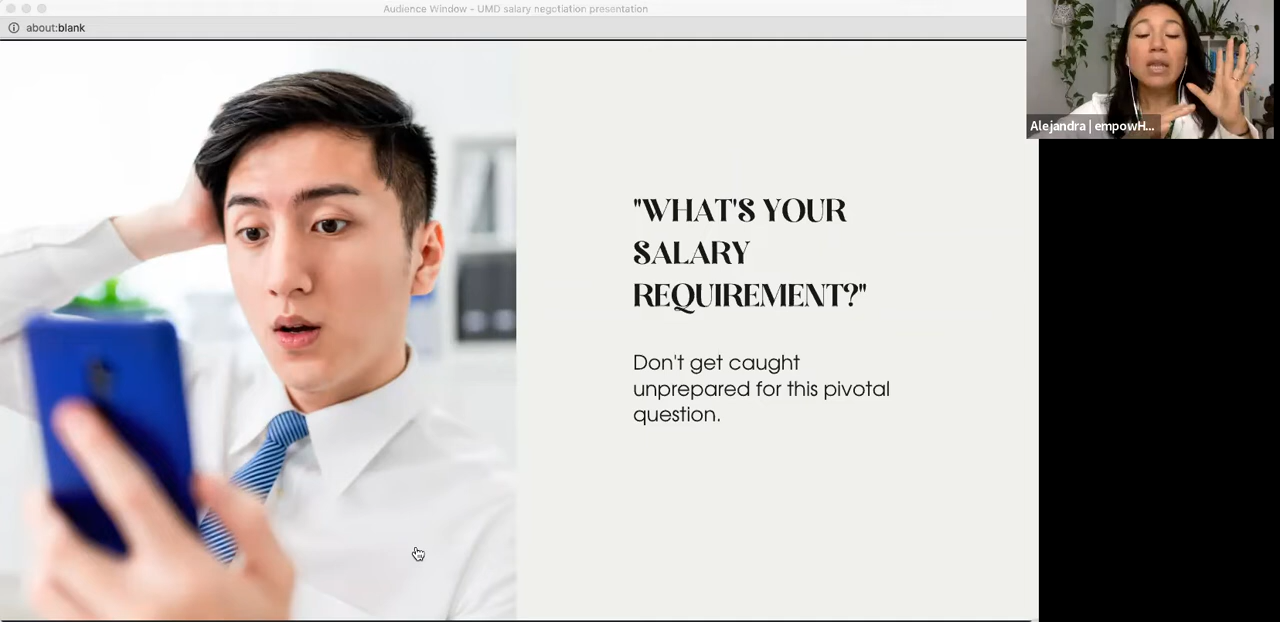 Audience Window - UMD salary negotiation presentation
about:blank
Alejandra | empowH...
"WHAT'S YOUR
SALARY
REQUIREMENT?"
Don't get caught
unprepared for this pivotal
question.